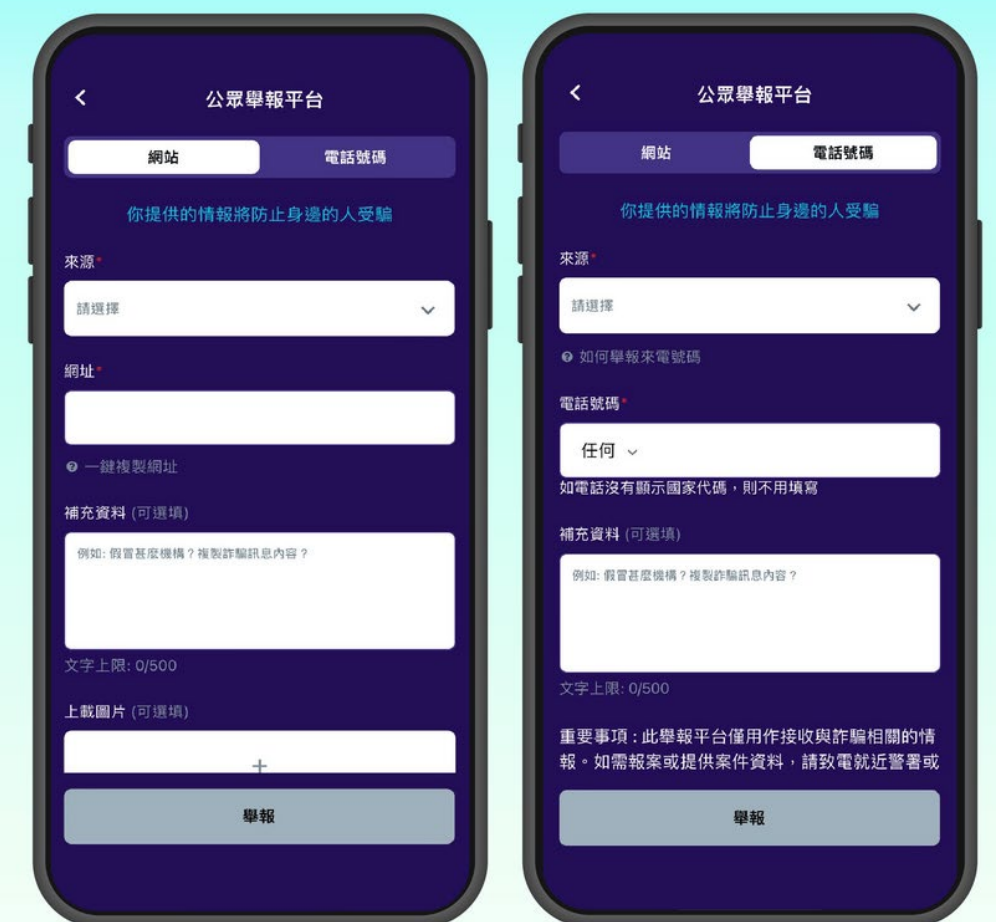 公眾舉報平台
網站
電話號碼
你提供的情報將防止身邊的人受騙
來源*
請選擇
網址*
一鍵複製網址
補充資料 (可選填)
例如: 假冒甚麼機構？複製詐騙訊息內容？
文字上限: 0/500
上載圖片 (可選填)
+
舉報
公眾舉報平台
網站
電話號碼
你提供的情報將防止身邊的人受騙
來源*
請選擇
如何舉報來電號碼
電話號碼*
任何
如電話沒有顯示國家代碼，則不用填寫
補充資料 (可選填)
例如: 假冒甚麼機構？複製詐騙訊息內容？
文字上限: 0/500
重要事項 : 此舉報平台僅用作接收與詐騙相關的情
報。如需報案或提供案件資料，請致電就近警署或
舉報